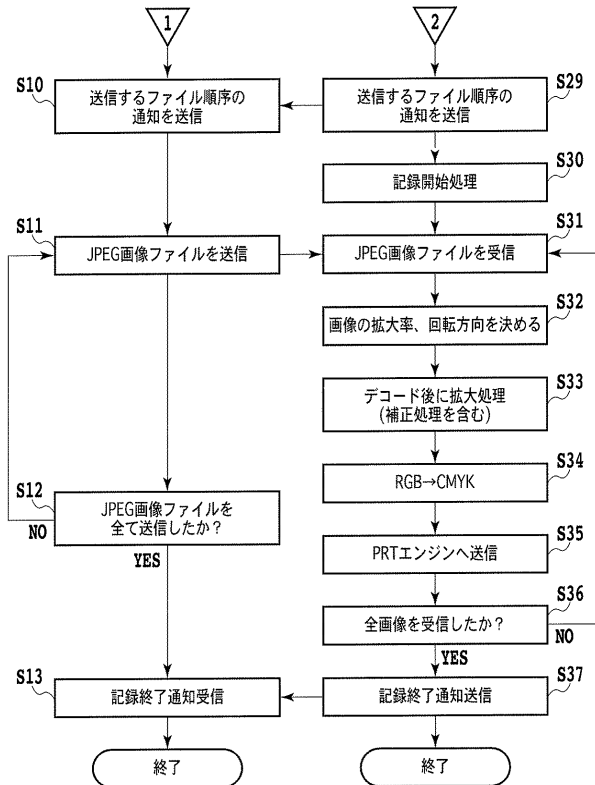 1
2
S10
送信するファイル順序の
通知を送信
S29
送信するファイル順序の
通知を送信
S30
記録開始処理
S11
JPEG画像ファイルを送信
S31
JPEG画像ファイルを受信
S32
画像の拡大率、回転方向を決める
S33
デコード後に拡大処理
(補正処理を含む)
S34
RGB→CMYK
S12
JPEG画像ファイルを
全て送信したか?
NO
YES
S35
PRTエンジンへ送信
S36
全画像を受信したか?
NO
YES
S13
記録終了通知受信
S37
記録終了通知送信
終了
終了